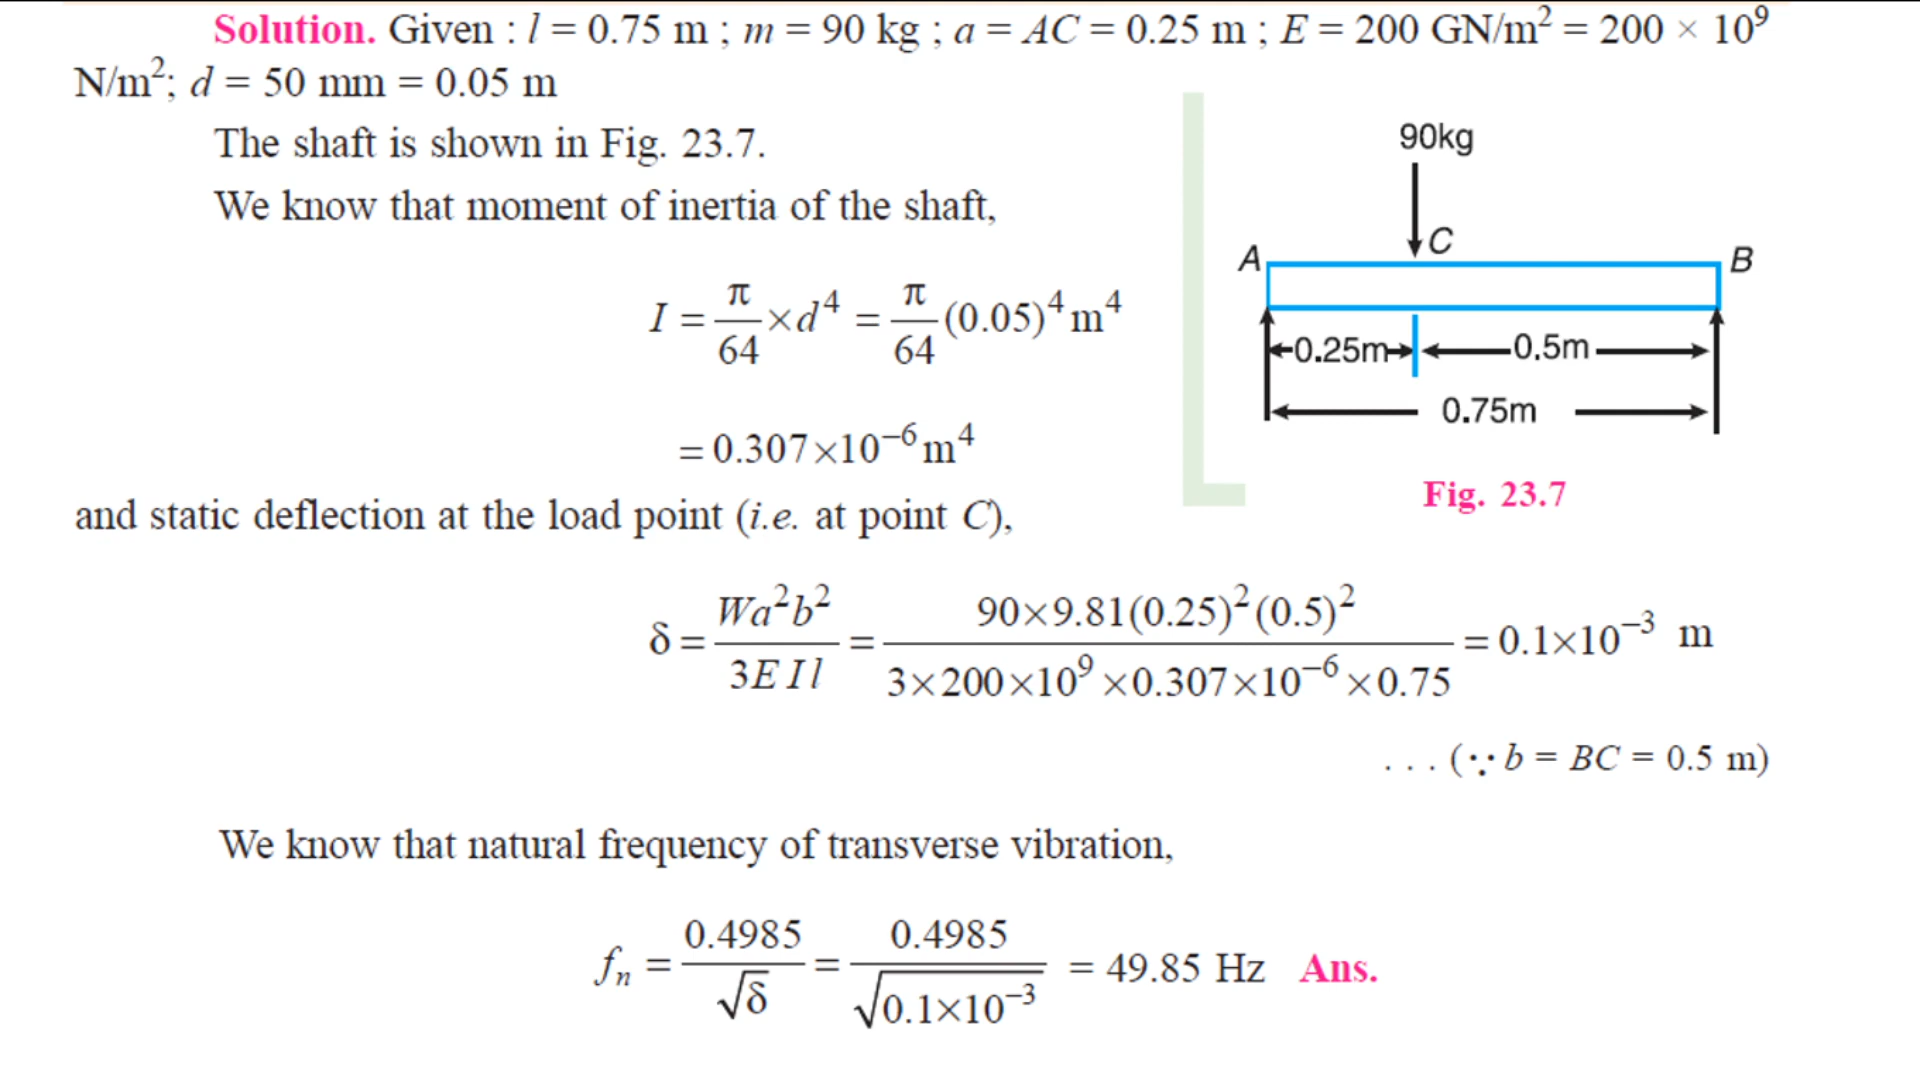 Solution. Given : l = 0.75 m ; m = 90 kg ; a = AC = 0.25 m ; E = 200 GN/m² = 200 × 10⁹
N/m²; d = 50 mm = 0.05 m
The shaft is shown in Fig. 23.7.
We know that moment of inertia of the shaft,
I = π/64 × d⁴ = π/64 (0.05)⁴ m⁴
= 0.307×10⁻⁶ m⁴
90kg
C
A
B
0.25m
0.5m
0.75m
Fig. 23.7
and static deflection at the load point (i.e. at point C),
δ = Wa²b²/3EIl = 90×9.81(0.25)²(0.5)²/3×200×10⁹×0.307×10⁻⁶×0.75 = 0.1×10⁻³ m
. . . (∵ b = BC = 0.5 m)
We know that natural frequency of transverse vibration,
fₙ = 0.4985/√δ = 0.4985/√0.1×10⁻³ = 49.85 Hz Ans.